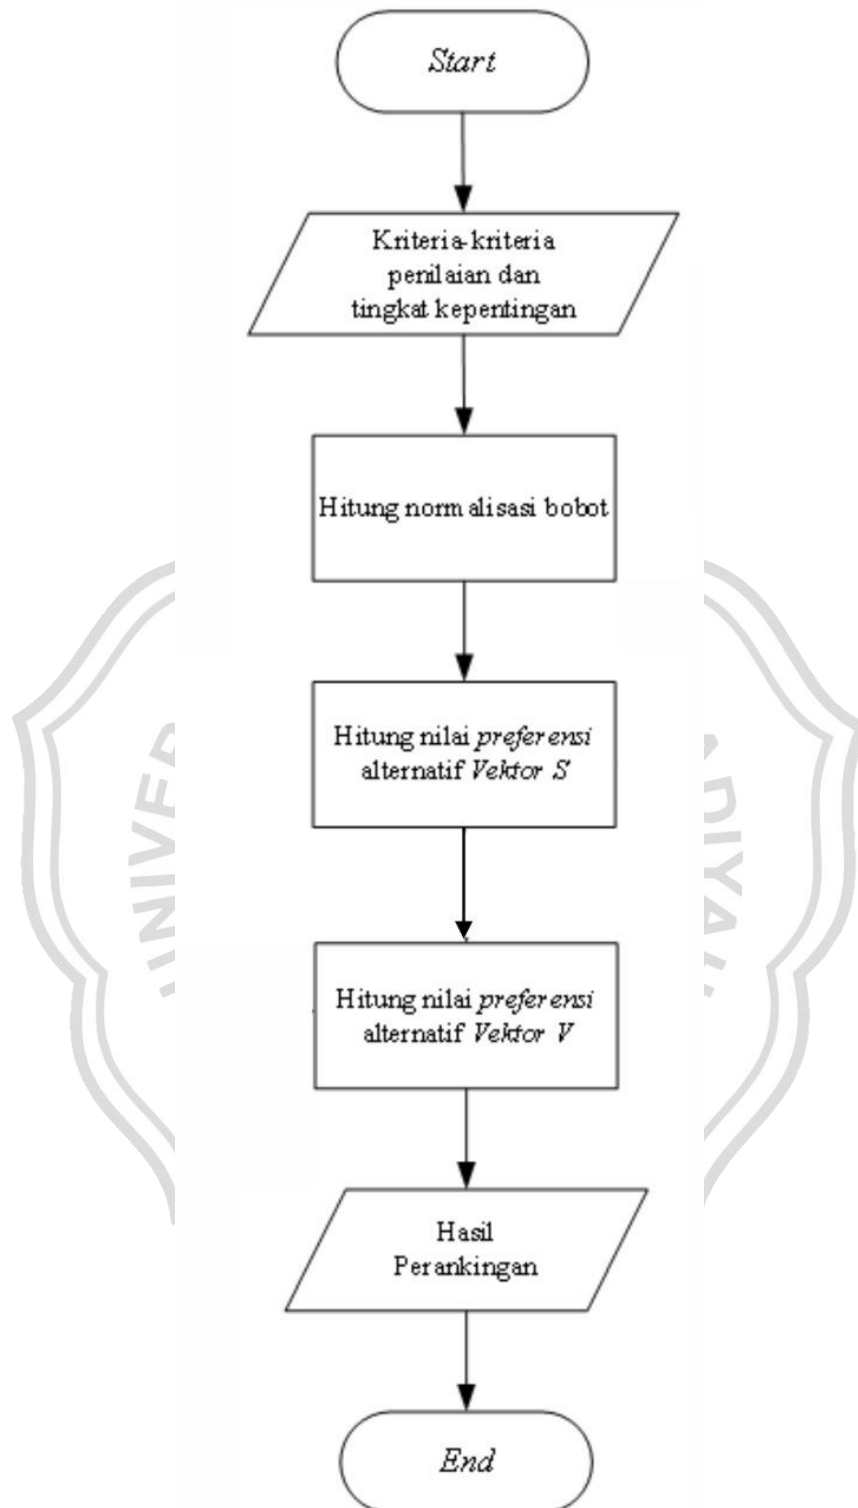 Start
Kriteria-kriteria
penilaian dan
tingkat kepentingan
Hitung normalisasi bobot
Hitung nilai preferensi
alternatif Vektor S
Hitung nilai preferensi
alternatif Vektor V
Hasil
Perankingan
End